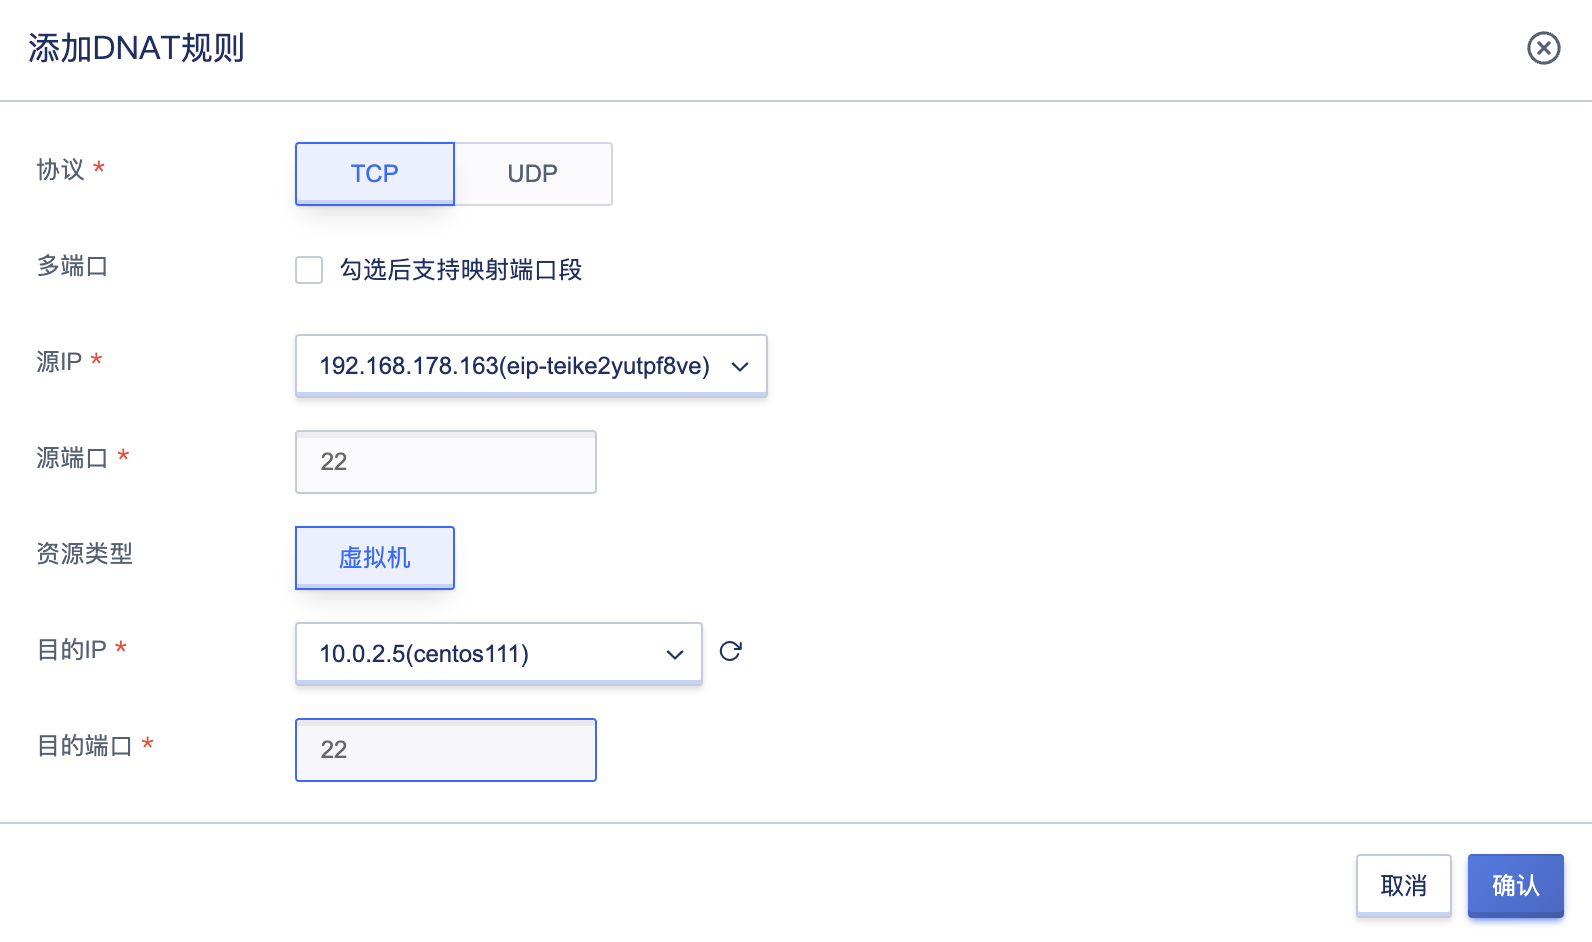 添加DNAT规则
协议 *
TCP
UDP
多端口
勾选后支持映射端口段
源IP *
192.168.178.163(eip-teike2yutpf8ve)
源端口 *
22
资源类型
虚拟机
目的IP *
10.0.2.5(centos111)
目的端口 *
22
取消
确认